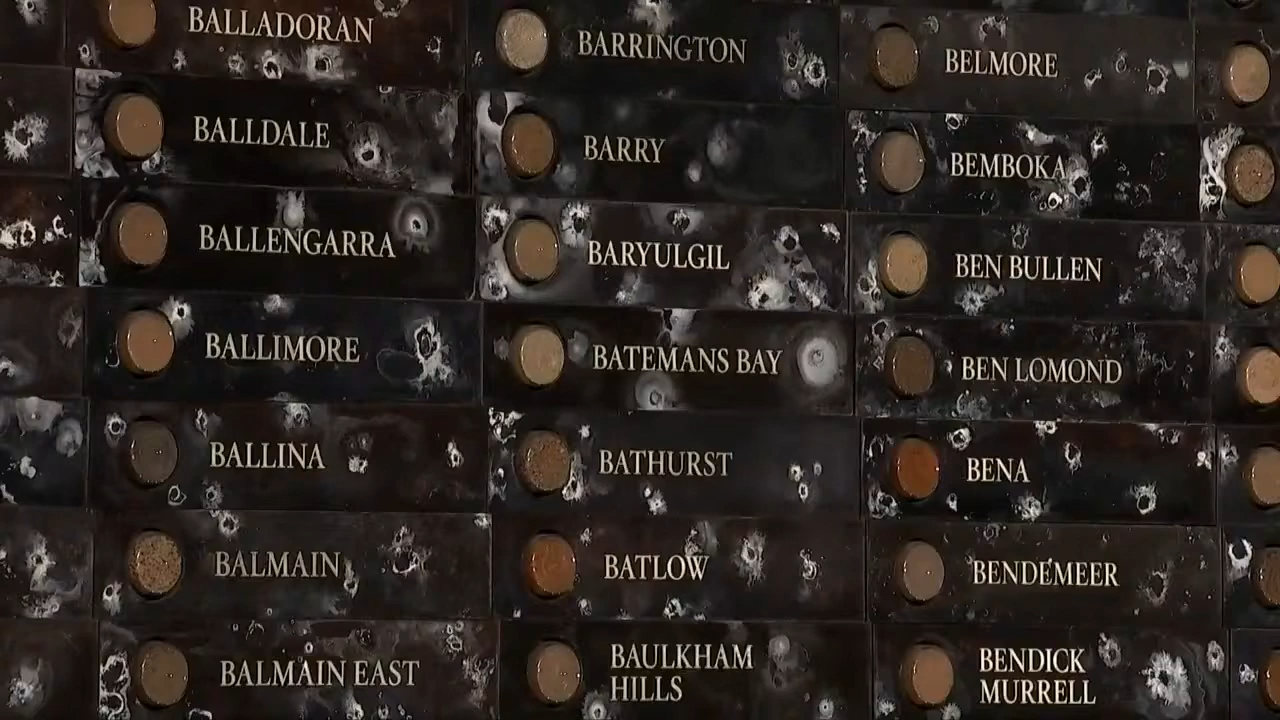 BALLADORAN
BALLDALE
BALLENGARRA
BALLIMORE
BALLINA
BALMAIN
BALMAIN EAST
BARRINGTON
BARRY
BARYULGIL
BATEMANS BAY
BATHURST
BATLOW
BAULKHAM
HILLS
BELMORE
BEMBOKA
BEN BULLEN
BEN LOMOND
BENA
BENDEMEER
BENDICK
MURRELL